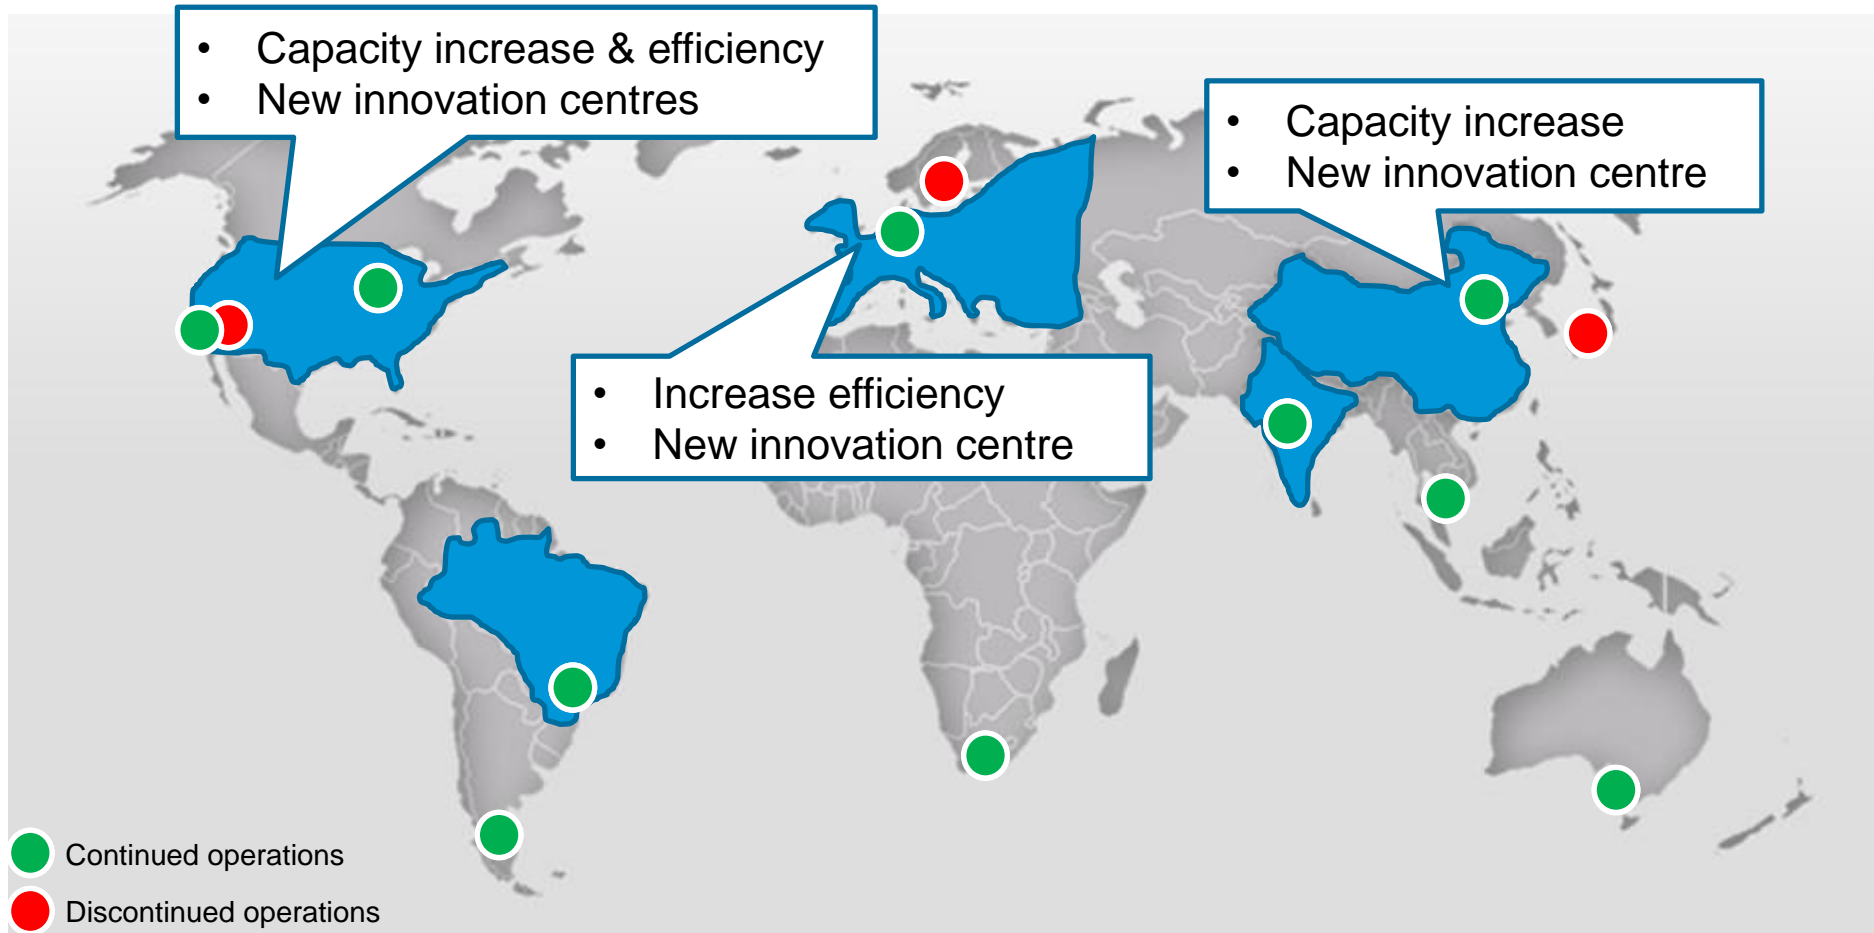 • Capacity increase & efficiency
• New innovation centres
• Capacity increase
• New innovation centre
• Increase efficiency
• New innovation centre
Continued operations
Discontinued operations